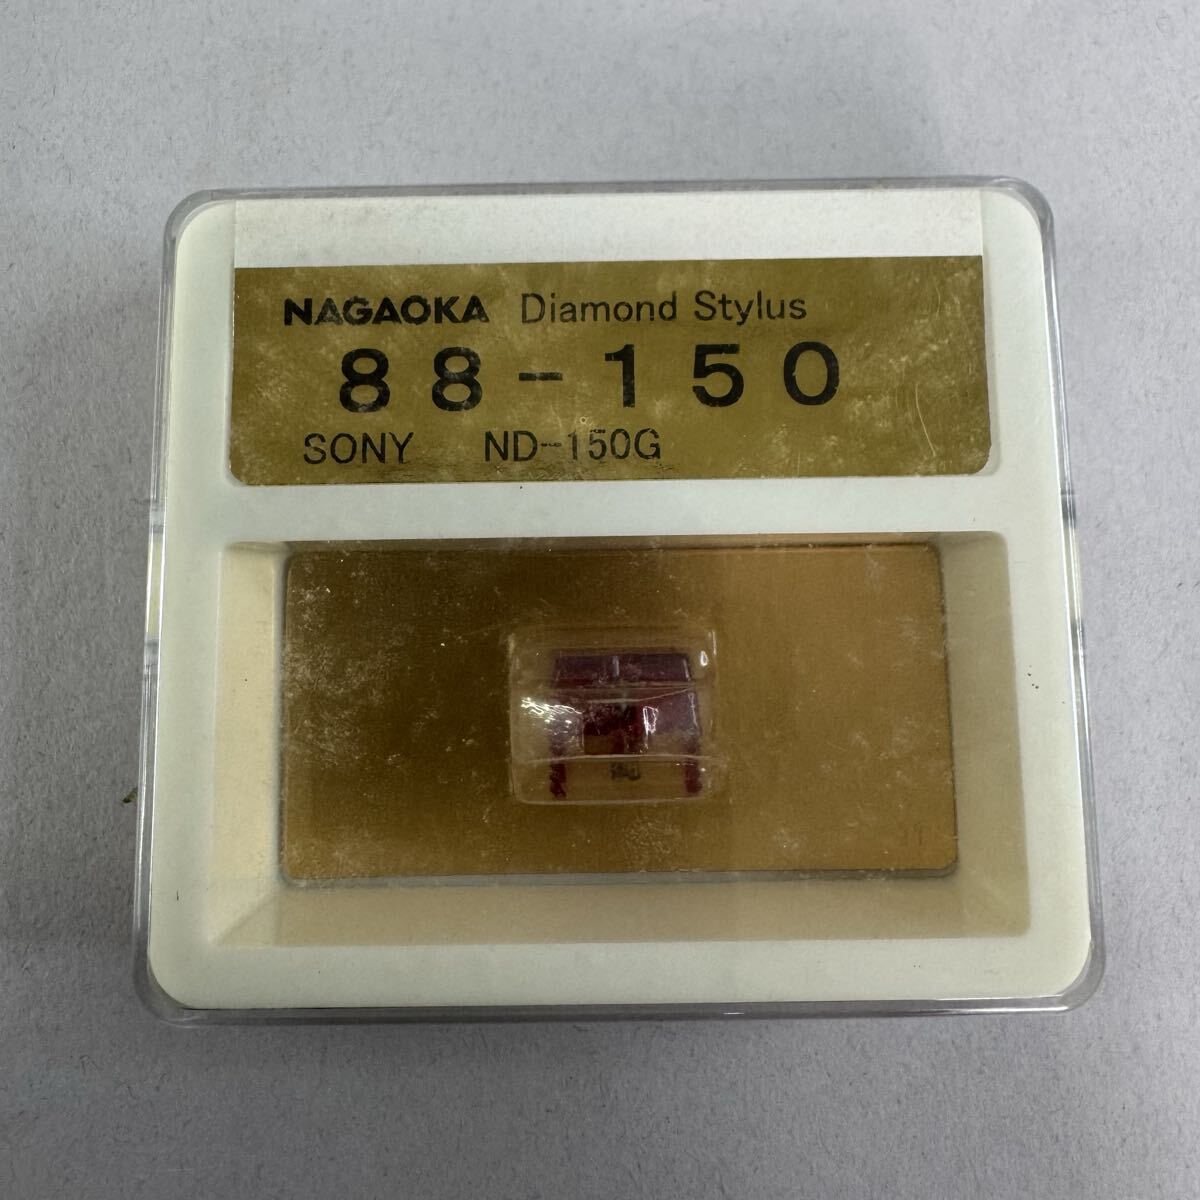 NAGAOKA Diamond Stylus
88-150
SONY ND-150G